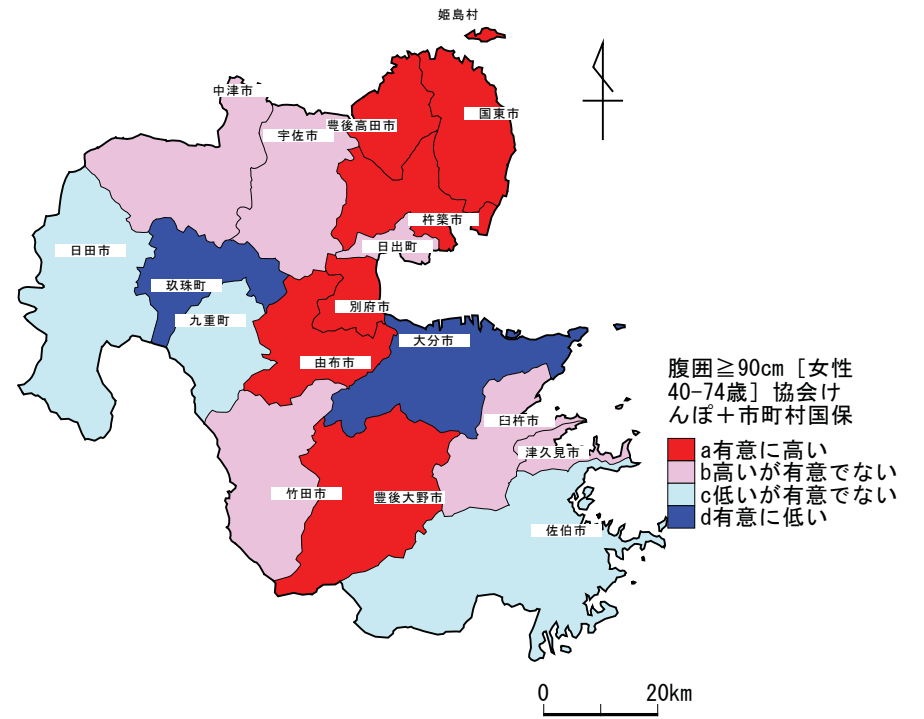 姫島村
中津市
国東市
豊後高田市
宇佐市
杵築市
日出町
日田市
玖珠町
別府市
九重町
大分市
由布市
腹囲≧90cm［女性
40-74歳］協会け
んぽ＋市町村国保
臼杵市
a有意に高い
津久見市
b高いが有意でない
竹田市
豊後大野市
c低いが有意でない
d有意に低い
佐伯市
0
20km